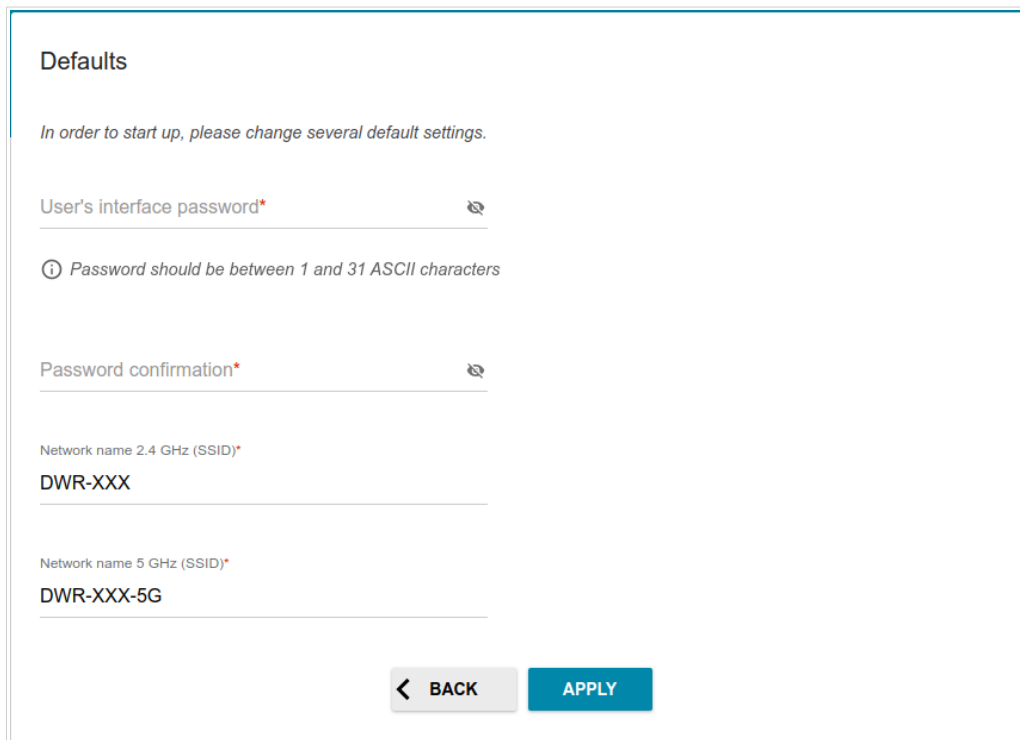 Defaults
In order to start up, please change several default settings.
User's interface password*
Password should be between 1 and 31 ASCII characters
Password confirmation*
Network name 2.4 GHz (SSID)*
DWR-XXX
Network name 5 GHz (SSID)*
DWR-XXX-5G
BACK APPLY